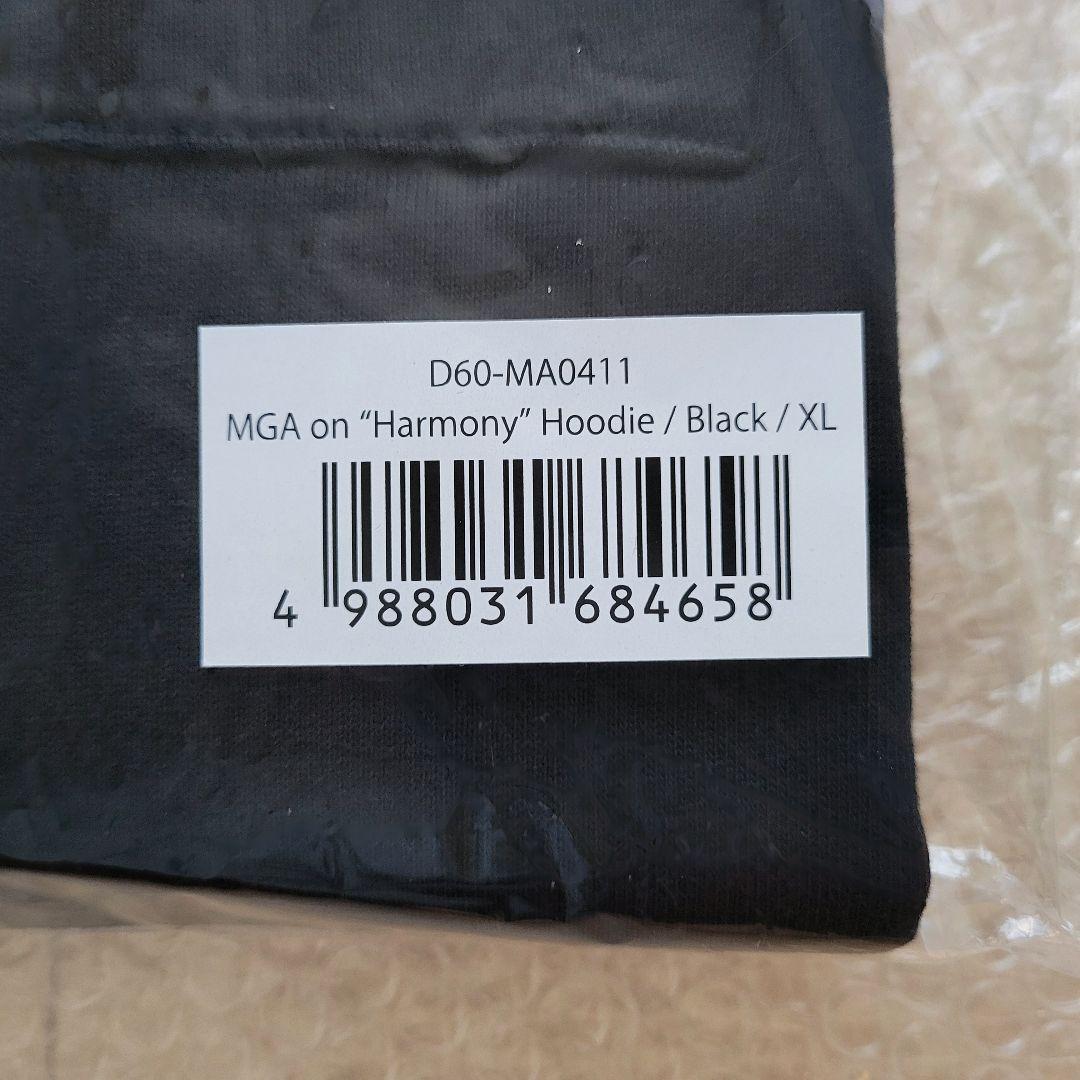 D60-MA0411
MGA on “Harmony” Hoodie / Black / XL
4 988031 684658